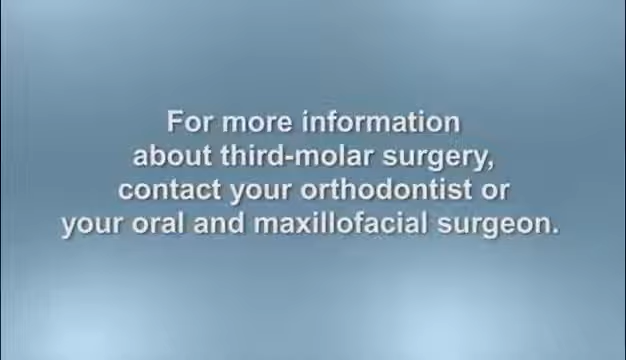 For more information
about third-molar surgery,
contact your orthodontist or
your oral and maxillofacial surgeon.